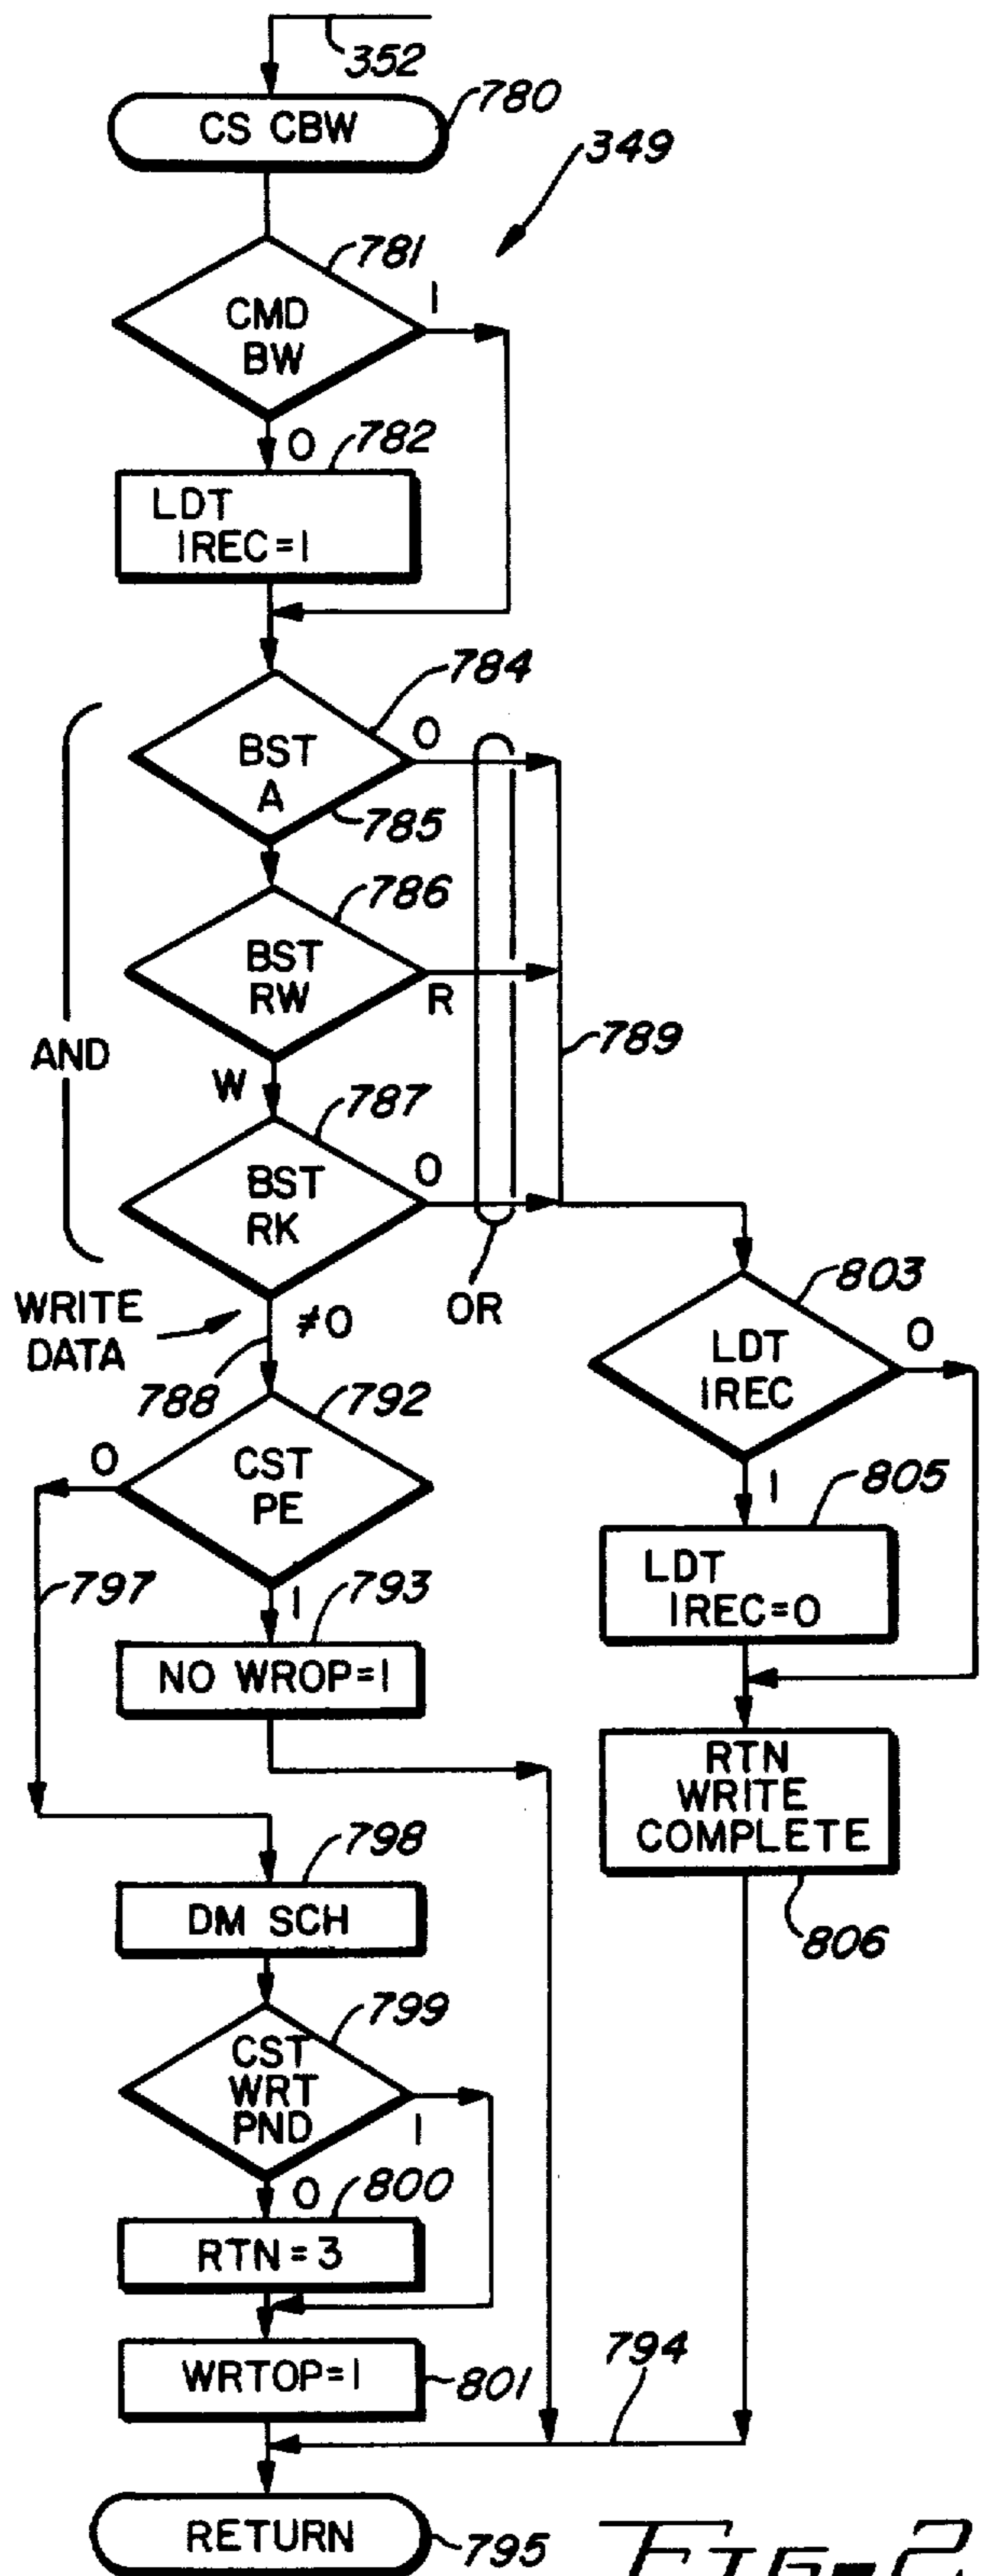 352
CS CBW
780
349
781
CMD
BW
1
0
782
LDT
IREC=1
784
BST
A
0
785
786
BST
RW
R
789
AND
W
787
BST
RK
0
WRITE
DATA
≠0
OR
788
792
803
LDT
IREC
0
0
CST
PE
1
805
797
1
793
LDT
IREC=0
NO WROP=1
RTN
WRITE
COMPLETE
798
DM SCH
806
799
CST
WRT
PND
1
0
800
RTN=3
794
WRTOP=1
801
RETURN
795
FIG-2